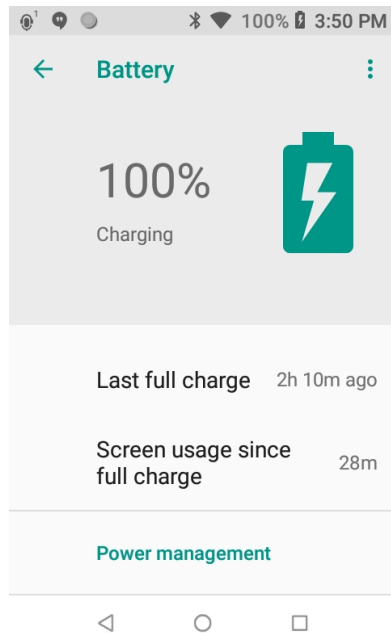 1 100% 3:50 PM
Battery
100%
Charging
Last full charge 2h 10m ago
Screen usage since
full charge 28m
Power management